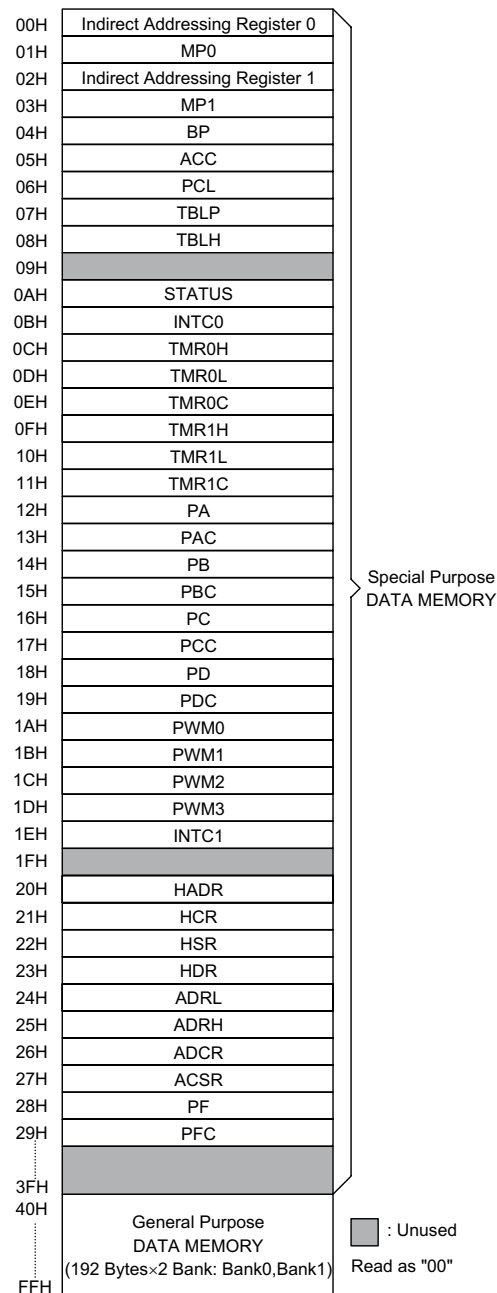 00H Indirect Addressing Register 0
01H MP0
02H Indirect Addressing Register 1
03H MP1
04H BP
05H ACC
06H PCL
07H TBLP
08H TBLH
09H
0AH STATUS
0BH INTC0
0CH TMR0H
0DH TMR0L
0EH TMR0C
0FH TMR1H
10H TMR1L
11H TMR1C
12H PA
13H PAC
14H PB
15H PBC
16H PC
17H PCC
18H PD
19H PDC
1AH PWM0
1BH PWM1
1CH PWM2
1DH PWM3
1EH INTC1
1FH
20H HADR
21H HCR
22H HSR
23H HDR
24H ADRL
25H ADRH
26H ADCR
27H ACSR
28H PF
29H PFC
3FH
40H
FFH
General Purpose
DATA MEMORY
(192 Bytes×2 Bank: Bank0,Bank1)
Special Purpose
DATA MEMORY
: Unused
Read as "00"